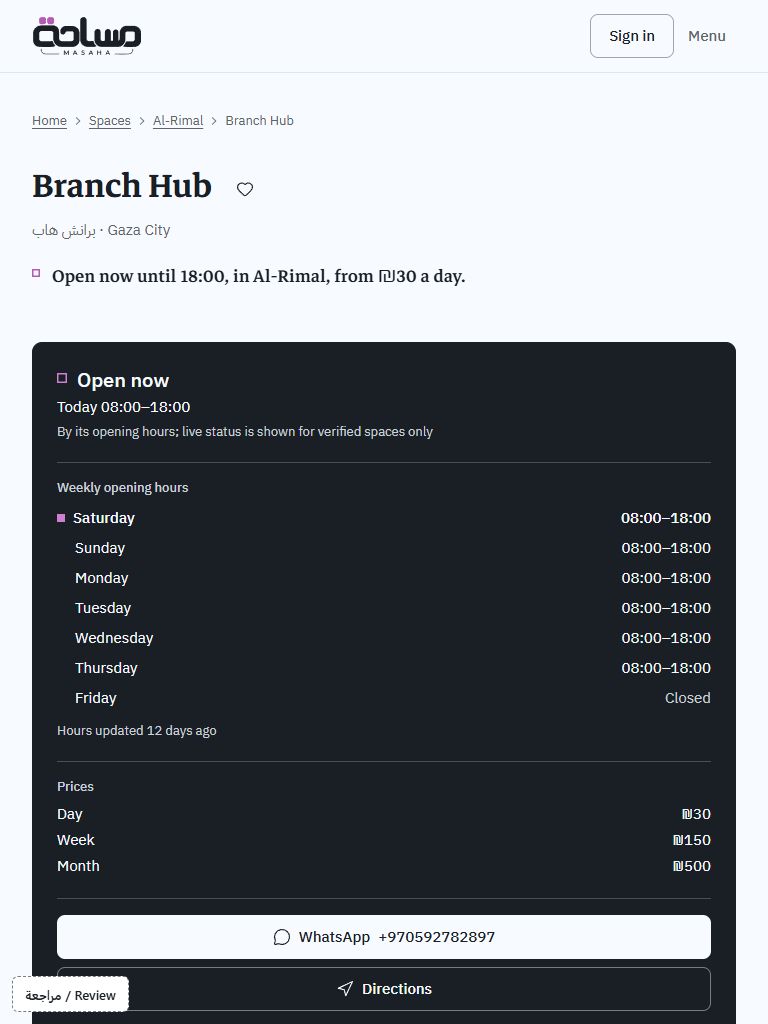 مساحة
MASAHA
Sign in
Menu
Home > Spaces > Al-Rimal > Branch Hub
Branch Hub
برانش هاب · Gaza City
Open now until 18:00, in Al-Rimal, from ₪30 a day.
Open now
Today 08:00–18:00
By its opening hours; live status is shown for verified spaces only
Weekly opening hours
Saturday 08:00–18:00
Sunday 08:00–18:00
Monday 08:00–18:00
Tuesday 08:00–18:00
Wednesday 08:00–18:00
Thursday 08:00–18:00
Friday Closed
Hours updated 12 days ago
Prices
Day ₪30
Week ₪150
Month ₪500
WhatsApp +970592782897
Directions
مراجعة / Review